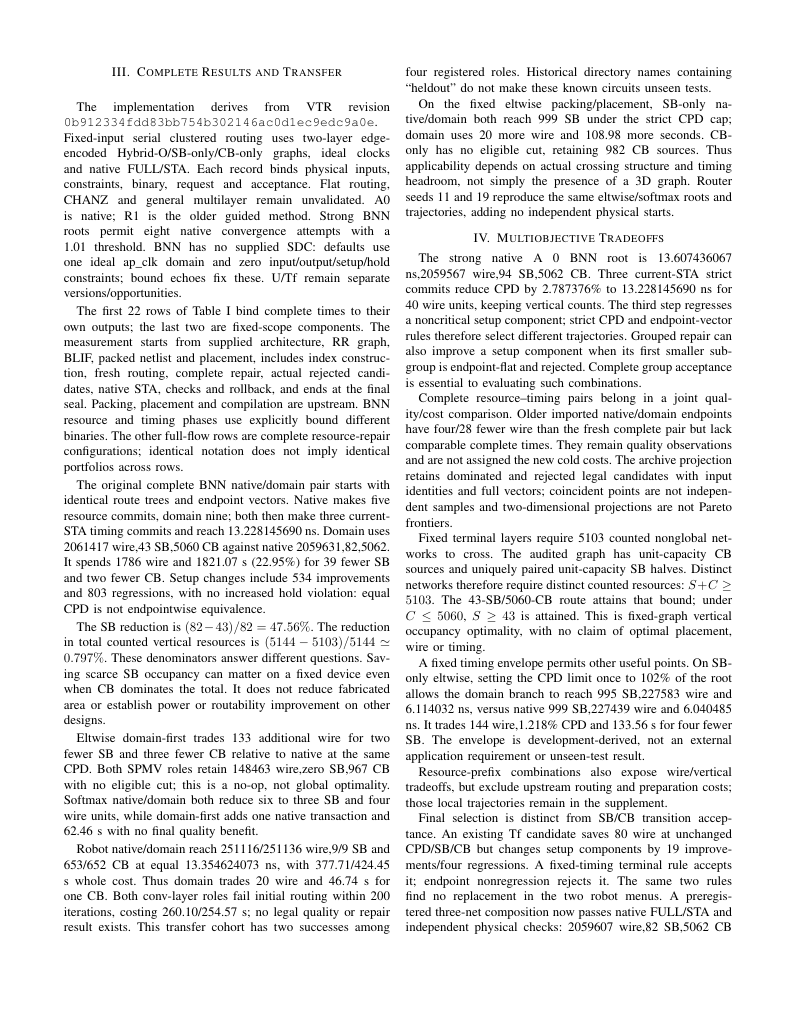 III. COMPLETE RESULTS AND TRANSFER
The implementation derives from VTR revision
0b912334fdd83bb754b302146ac0d1ec9edc9a0e.
Fixed-input serial clustered routing uses two-layer edge-
encoded Hybrid-O/SB-only/CB-only graphs, ideal clocks
and native FULL/STA. Each record binds physical inputs,
constraints, binary, request and acceptance. Flat routing,
CHANZ and general multilayer remain unvalidated. A0
is native; R1 is the older guided method. Strong BNN
roots permit eight native convergence attempts with a
1.01 threshold. BNN has no supplied SDC: defaults use
one ideal ap_clk domain and zero input/output/setup/hold
constraints; bound echoes fix these. U/Tf remain separate
versions/opportunities.
The first 22 rows of Table I bind complete times to their
own outputs; the last two are fixed-scope components. The
measurement starts from supplied architecture, RR graph,
BLIF, packed netlist and placement, includes index construc-
tion, fresh routing, complete repair, actual rejected candi-
dates, native STA, checks and rollback, and ends at the final
seal. Packing, placement and compilation are upstream. BNN
resource and timing phases use explicitly bound different
binaries. The other full-flow rows are complete resource-repair
configurations; identical notation does not imply identical
portfolios across rows.
The original complete BNN native/domain pair starts with
identical route trees and endpoint vectors. Native makes five
resource commits, domain nine; both then make three current-
STA timing commits and reach 13.228145690 ns. Domain uses
2061417 wire,43 SB,5060 CB against native 2059631,82,5062.
It spends 1786 wire and 1821.07 s (22.95%) for 39 fewer SB
and two fewer CB. Setup changes include 534 improvements
and 803 regressions, with no increased hold violation: equal
CPD is not endpointwise equivalence.
The SB reduction is (82−43)/82 = 47.56%. The reduction
in total counted vertical resources is (5144 − 5103)/5144 ≃
0.797%. These denominators answer different questions. Sav-
ing scarce SB occupancy can matter on a fixed device even
when CB dominates the total. It does not reduce fabricated
area or establish power or routability improvement on other
designs.
Eltwise domain-first trades 133 additional wire for two
fewer SB and three fewer CB relative to native at the same
CPD. Both SPMV roles retain 148463 wire,zero SB,967 CB
with no eligible cut; this is a no-op, not global optimality.
Softmax native/domain both reduce six to three SB and four
wire units, while domain-first adds one native transaction and
62.46 s with no final quality benefit.
Robot native/domain reach 251116/251136 wire,9/9 SB and
653/652 CB at equal 13.354624073 ns, with 377.71/424.45
s whole cost. Thus domain trades 20 wire and 46.74 s for
one CB. Both conv-layer roles fail initial routing within 200
iterations, costing 260.10/254.57 s; no legal quality or repair
result exists. This transfer cohort has two successes among
four registered roles. Historical directory names containing
“heldout” do not make these known circuits unseen tests.
On the fixed eltwise packing/placement, SB-only na-
tive/domain both reach 999 SB under the strict CPD cap;
domain uses 20 more wire and 108.98 more seconds. CB-
only has no eligible cut, retaining 982 CB sources. Thus
applicability depends on actual crossing structure and timing
headroom, not simply the presence of a 3D graph. Router
seeds 11 and 19 reproduce the same eltwise/softmax roots and
trajectories, adding no independent physical starts.
IV. MULTIOBJECTIVE TRADEOFFS
The strong native A 0 BNN root is 13.607436067
ns,2059567 wire,94 SB,5062 CB. Three current-STA strict
commits reduce CPD by 2.787376% to 13.228145690 ns for
40 wire units, keeping vertical counts. The third step regresses
a noncritical setup component; strict CPD and endpoint-vector
rules therefore select different trajectories. Grouped repair can
also improve a setup component when its first smaller sub-
group is endpoint-flat and rejected. Complete group acceptance
is essential to evaluating such combinations.
Complete resource–timing pairs belong in a joint qual-
ity/cost comparison. Older imported native/domain endpoints
have four/28 fewer wire than the fresh complete pair but lack
comparable complete times. They remain quality observations
and are not assigned the new cold costs. The archive projection
retains dominated and rejected legal candidates with input
identities and full vectors; coincident points are not indepen-
dent samples and two-dimensional projections are not Pareto
frontiers.
Fixed terminal layers require 5103 counted nonglobal net-
works to cross. The audited graph has unit-capacity CB
sources and uniquely paired unit-capacity SB halves. Distinct
networks therefore require distinct counted resources: S+C ≥
5103. The 43-SB/5060-CB route attains that bound; under
C ≤ 5060, S ≥ 43 is attained. This is fixed-graph vertical
occupancy optimality, with no claim of optimal placement,
wire or timing.
A fixed timing envelope permits other useful points. On SB-
only eltwise, setting the CPD limit once to 102% of the root
allows the domain branch to reach 995 SB,227583 wire and
6.114032 ns, versus native 999 SB,227439 wire and 6.040485
ns. It trades 144 wire,1.218% CPD and 133.56 s for four fewer
SB. The envelope is development-derived, not an external
application requirement or unseen-test result.
Resource-prefix combinations also expose wire/vertical
tradeoffs, but exclude upstream routing and preparation costs;
those local trajectories remain in the supplement.
Final selection is distinct from SB/CB transition accep-
tance. An existing Tf candidate saves 80 wire at unchanged
CPD/SB/CB but changes setup components by 19 improve-
ments/four regressions. A fixed-timing terminal rule accepts
it; endpoint nonregression rejects it. The same two rules
find no replacement in the two robot menus. A preregis-
tered three-net composition now passes native FULL/STA and
independent physical checks: 2059607 wire,82 SB,5062 CB